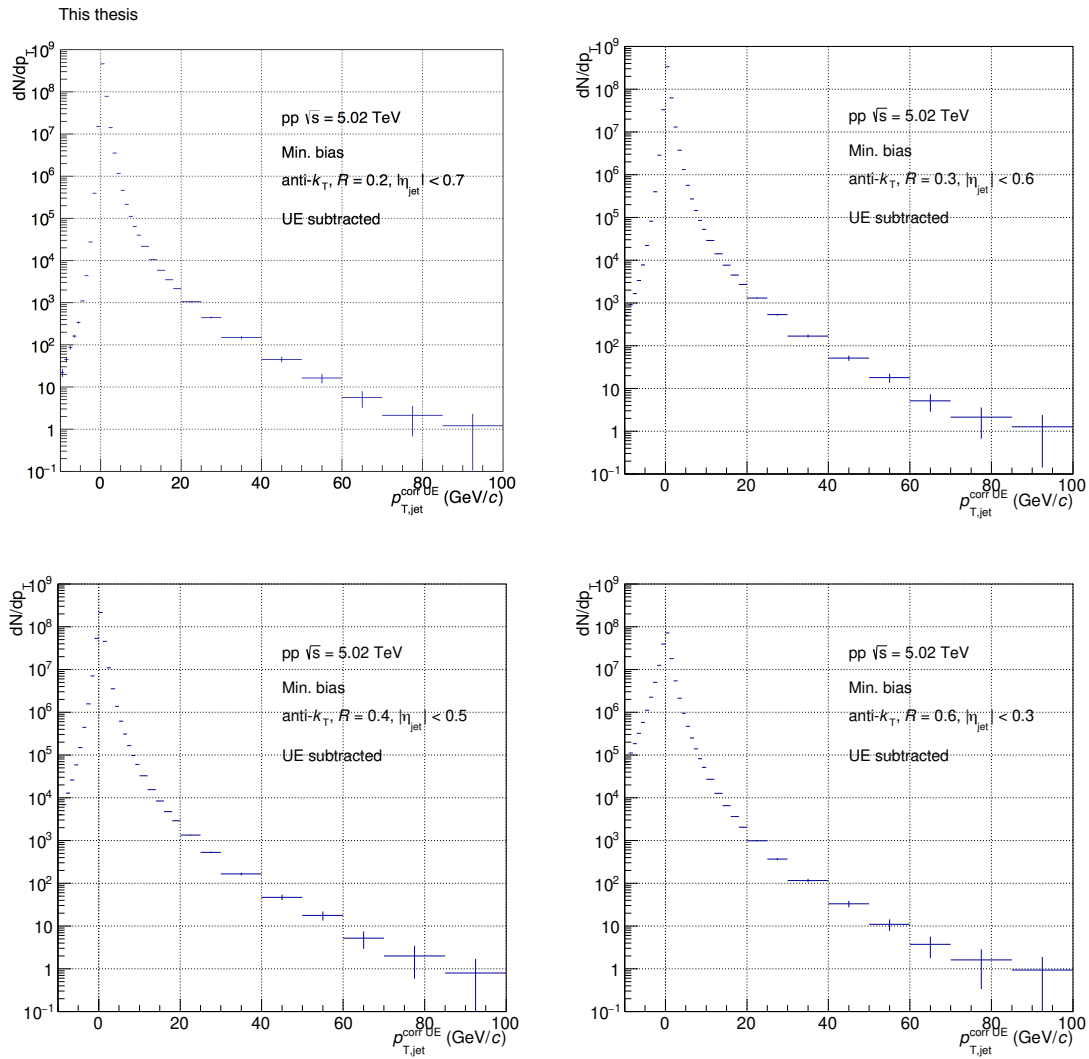 This thesis
dN/dp_T
10^9
10^8
10^7
10^6
10^5
10^4
10^3
10^2
10
1
10^−1
pp √s = 5.02 TeV
Min. bias
anti-k_T, R = 0.2, |η_jet| < 0.7
UE subtracted
0 20 40 60 80 100
p_T,jet^corr UE (GeV/c)
dN/dp_T
10^9
10^8
10^7
10^6
10^5
10^4
10^3
10^2
10
1
10^−1
pp √s = 5.02 TeV
Min. bias
anti-k_T, R = 0.3, |η_jet| < 0.6
UE subtracted
0 20 40 60 80 100
p_T,jet^corr UE (GeV/c)
dN/dp_T
10^9
10^8
10^7
10^6
10^5
10^4
10^3
10^2
10
1
10^−1
pp √s = 5.02 TeV
Min. bias
anti-k_T, R = 0.4, |η_jet| < 0.5
UE subtracted
0 20 40 60 80 100
p_T,jet^corr UE (GeV/c)
dN/dp_T
10^9
10^8
10^7
10^6
10^5
10^4
10^3
10^2
10
1
10^−1
pp √s = 5.02 TeV
Min. bias
anti-k_T, R = 0.6, |η_jet| < 0.3
UE subtracted
0 20 40 60 80 100
p_T,jet^corr UE (GeV/c)